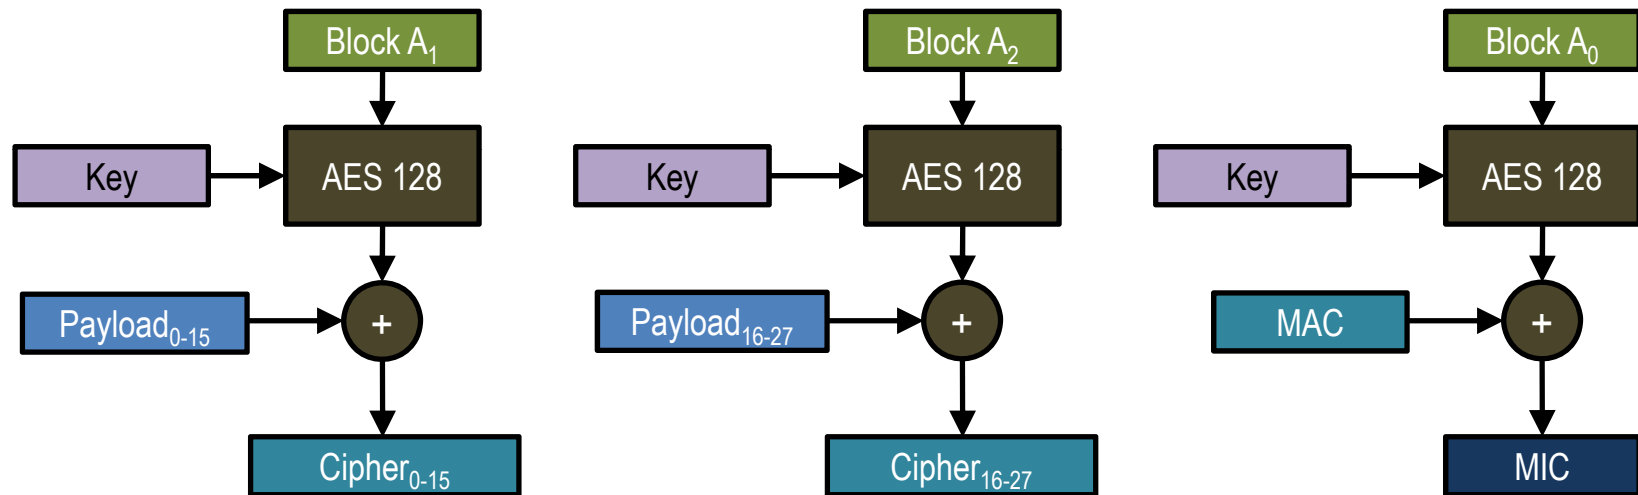 Block A₁ Block A₂ Block A₀
Key AES 128 Key AES 128 Key AES 128
Payload₀₋₁₅ + Payload₁₆₋₂₇ + MAC +
Cipher₀₋₁₅ Cipher₁₆₋₂₇ MIC